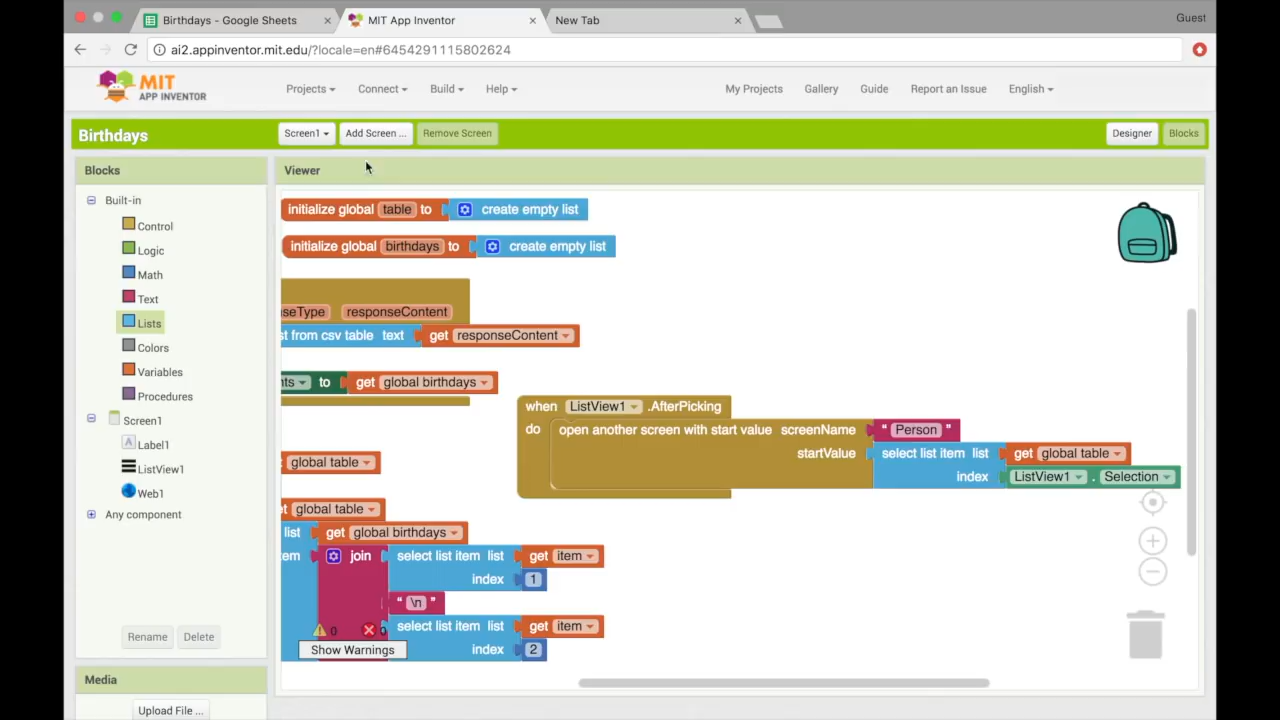 Birthdays - Google Sheets
MIT App Inventor
New Tab
Guest
ai2.appinventor.mit.edu/?locale=en#6454291115802624
MIT
APP INVENTOR
Projects
Connect
Build
Help
My Projects
Gallery
Guide
Report an Issue
English
Birthdays
Screen1
Add Screen ...
Remove Screen
Designer
Blocks
Blocks
Built-in
Control
Logic
Math
Text
Lists
Colors
Variables
Procedures
Screen1
Label1
ListView1
Web1
Any component
Rename
Delete
Media
Upload File ...
Viewer
initialize global table to create empty list
initialize global birthdays to create empty list
seType responseContent
st from csv table text get responseContent
nts to get global birthdays
when ListView1 .AfterPicking
do open another screen with start value screenName " Person "
startValue select list item list get global table
index ListView1 . Selection
global table
et global table
list get global birthdays
em join select list item list get item
index 1
" \n "
0 0 select list item list get item
Show Warnings index 2